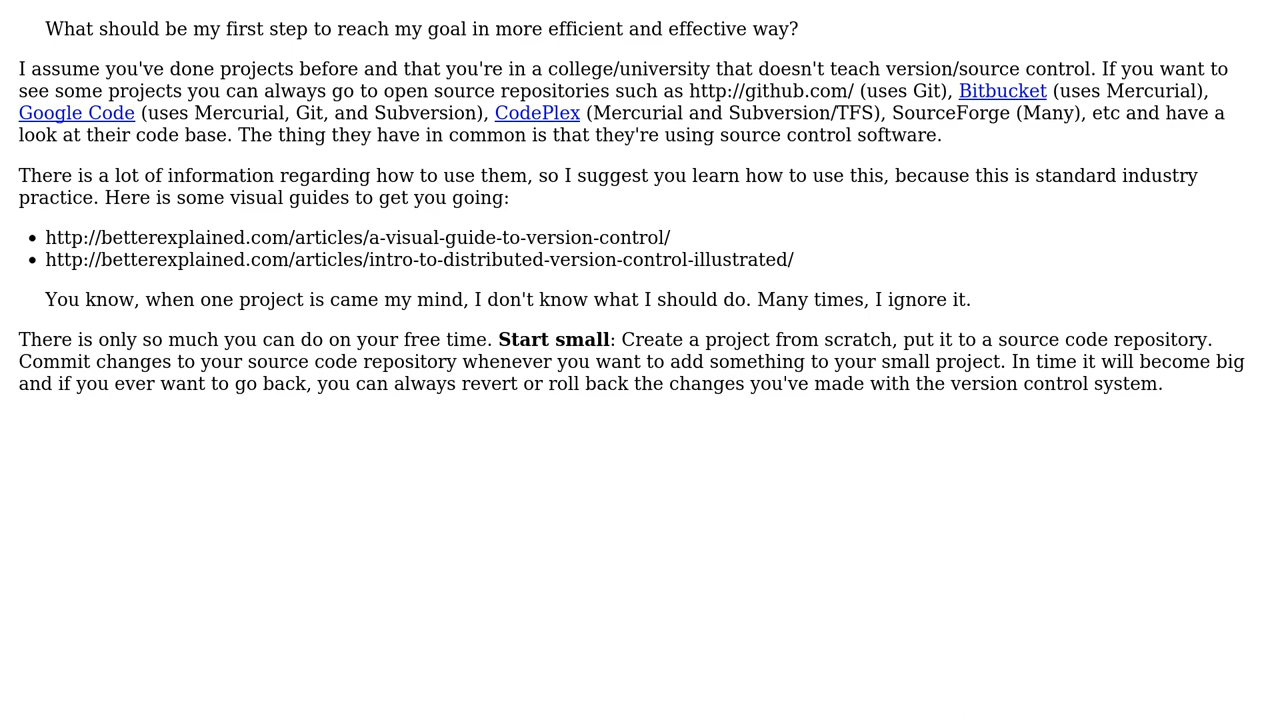 What should be my first step to reach my goal in more efficient and effective way?
I assume you've done projects before and that you're in a college/university that doesn't teach version/source control. If you want to
see some projects you can always go to open source repositories such as http://github.com/ (uses Git), Bitbucket (uses Mercurial),
Google Code (uses Mercurial, Git, and Subversion), CodePlex (Mercurial and Subversion/TFS), SourceForge (Many), etc and have a
look at their code base. The thing they have in common is that they're using source control software.
There is a lot of information regarding how to use them, so I suggest you learn how to use this, because this is standard industry
practice. Here is some visual guides to get you going:
• http://betterexplained.com/articles/a-visual-guide-to-version-control/
• http://betterexplained.com/articles/intro-to-distributed-version-control-illustrated/
You know, when one project is came my mind, I don't know what I should do. Many times, I ignore it.
There is only so much you can do on your free time. Start small: Create a project from scratch, put it to a source code repository.
Commit changes to your source code repository whenever you want to add something to your small project. In time it will become big
and if you ever want to go back, you can always revert or roll back the changes you've made with the version control system.